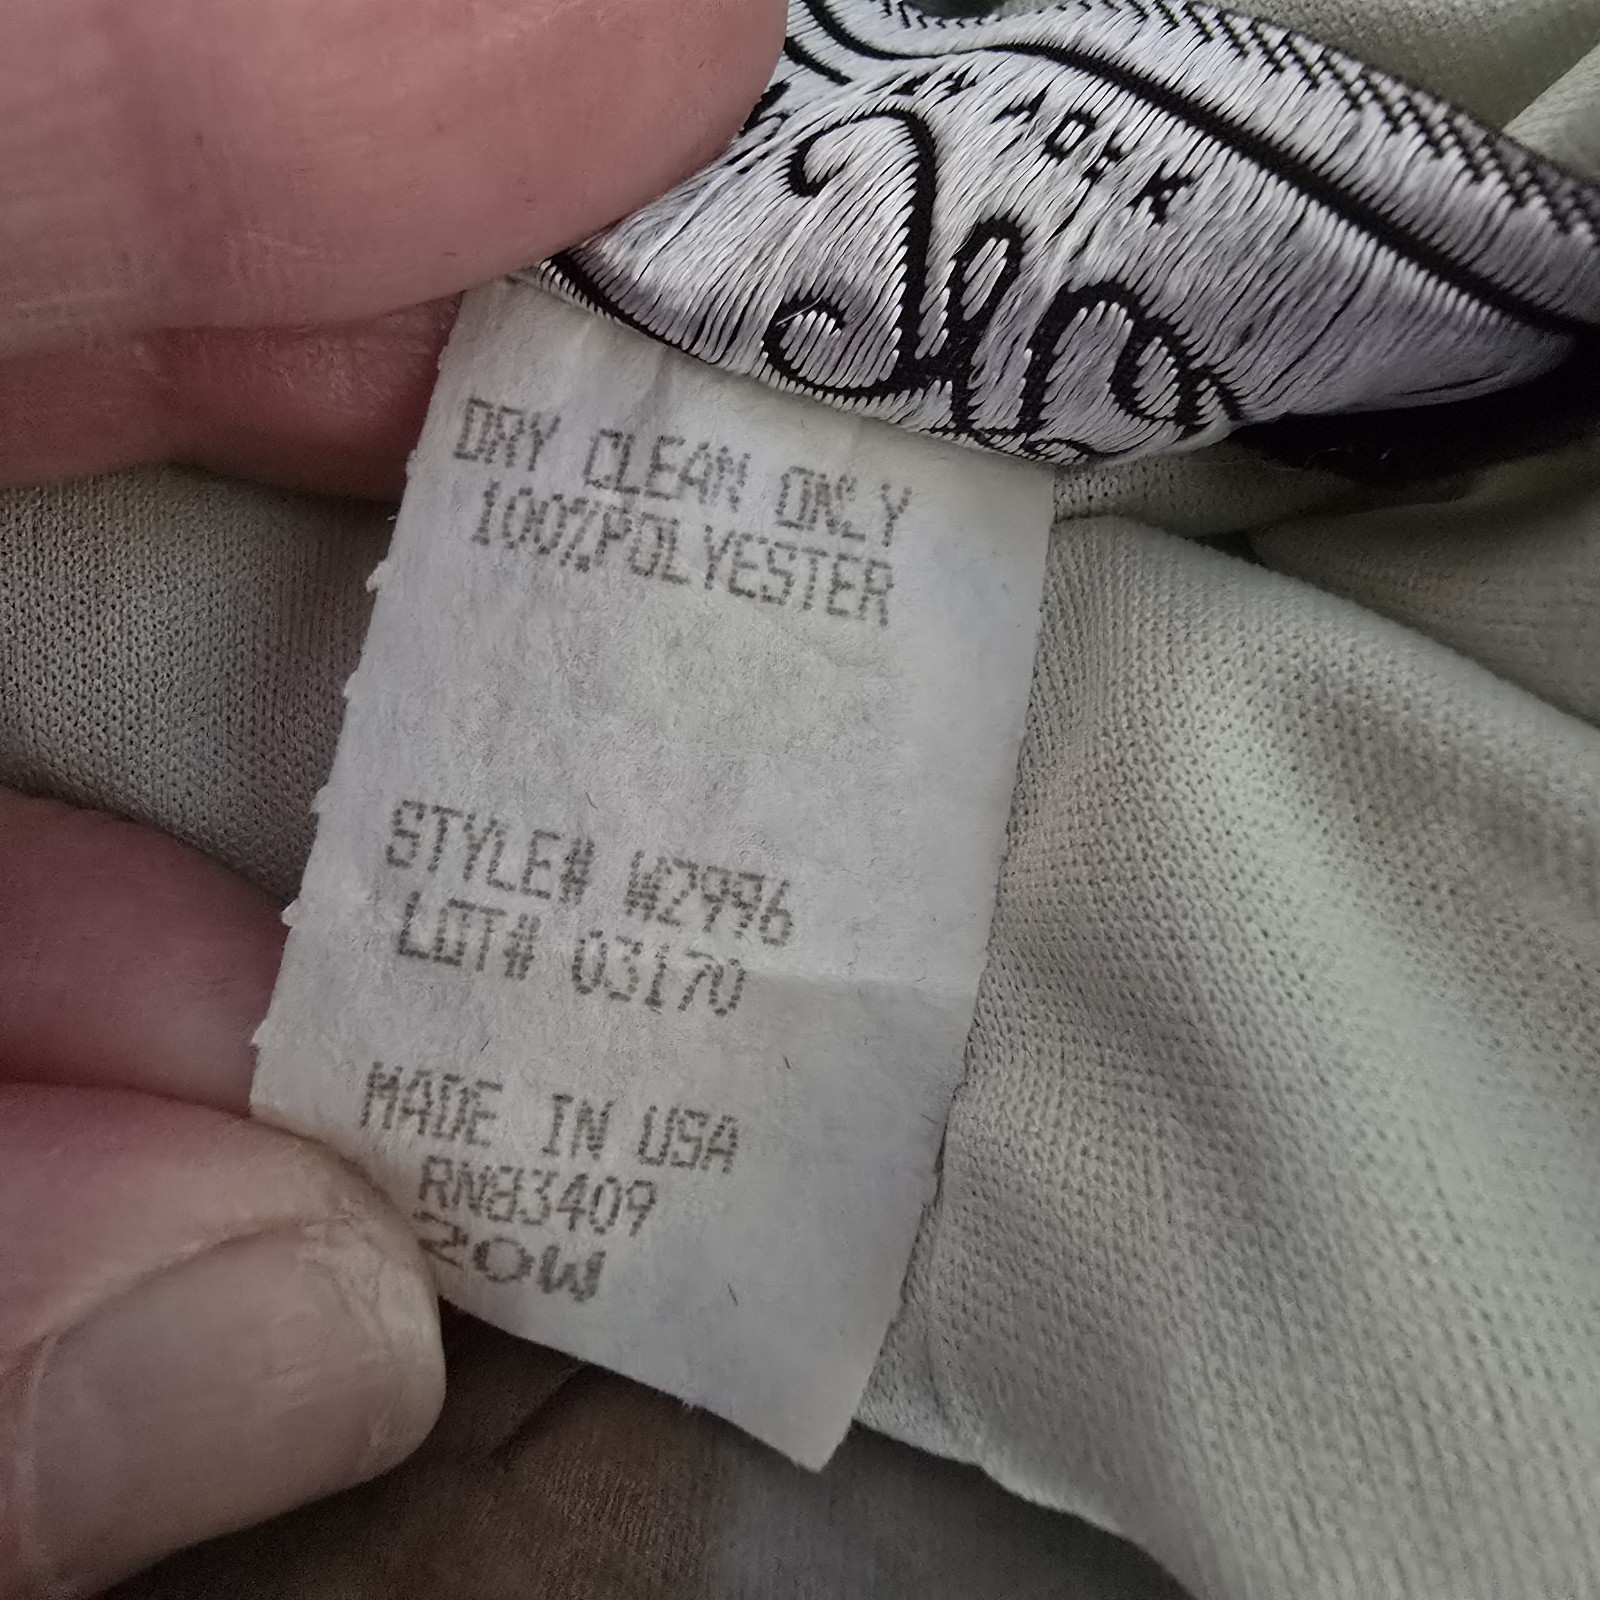 DRY CLEAN ONLY
100%POLYESTER
STYLE# W2996
LOT# 03170
MADE IN USA
RN83409
20W